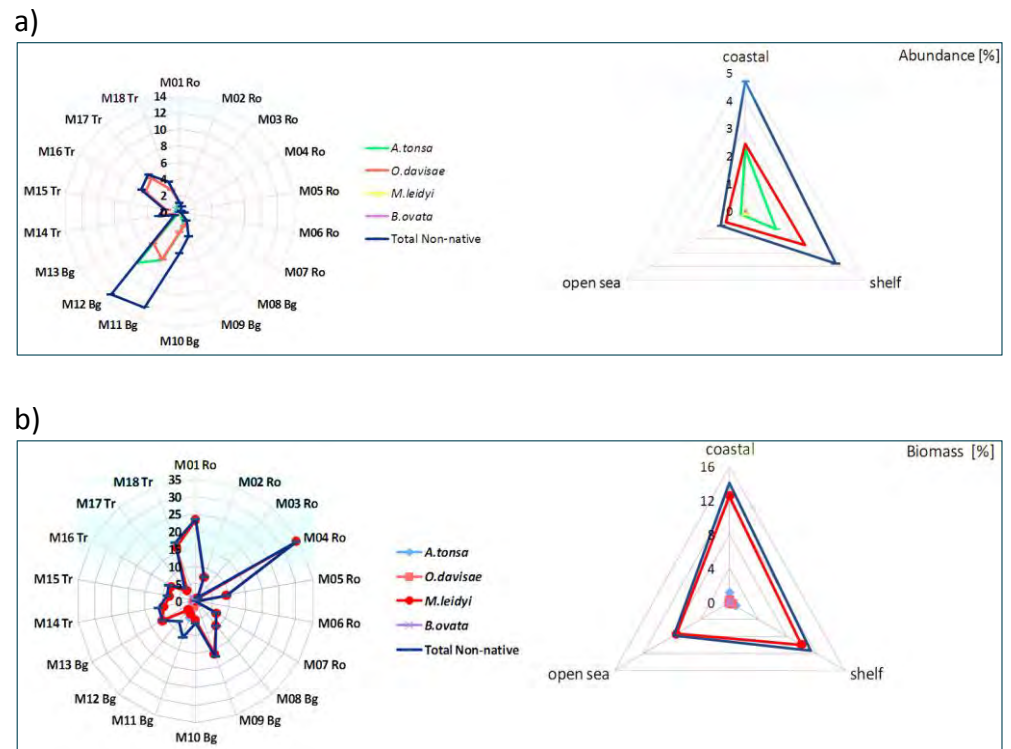 a)
coastal
Abundance [%]
M01 Ro
M02 Ro
M03 Ro
M04 Ro
M05 Ro
M06 Ro
M07 Ro
M08 Bg
M09 Bg
M10 Bg
M11 Bg
M12 Bg
M13 Bg
M14 Tr
M15 Tr
M16 Tr
M17 Tr
M18 Tr
14
12
10
8
6
4
2
0
A.tonsa
O.davisae
M.leidyi
B.ovata
Total Non-native
5
4
3
2
1
0
open sea
shelf
b)
coastal
Biomass [%]
M01 Ro
M02 Ro
M03 Ro
M04 Ro
M05 Ro
M06 Ro
M07 Ro
M08 Bg
M09 Bg
M10 Bg
M11 Bg
M12 Bg
M13 Bg
M14 Tr
M15 Tr
M16 Tr
M17 Tr
M18 Tr
35
30
25
20
15
10
5
0
A.tonsa
O.davisae
M.leidyi
B.ovata
Total Non-native
16
12
8
4
0
open sea
shelf